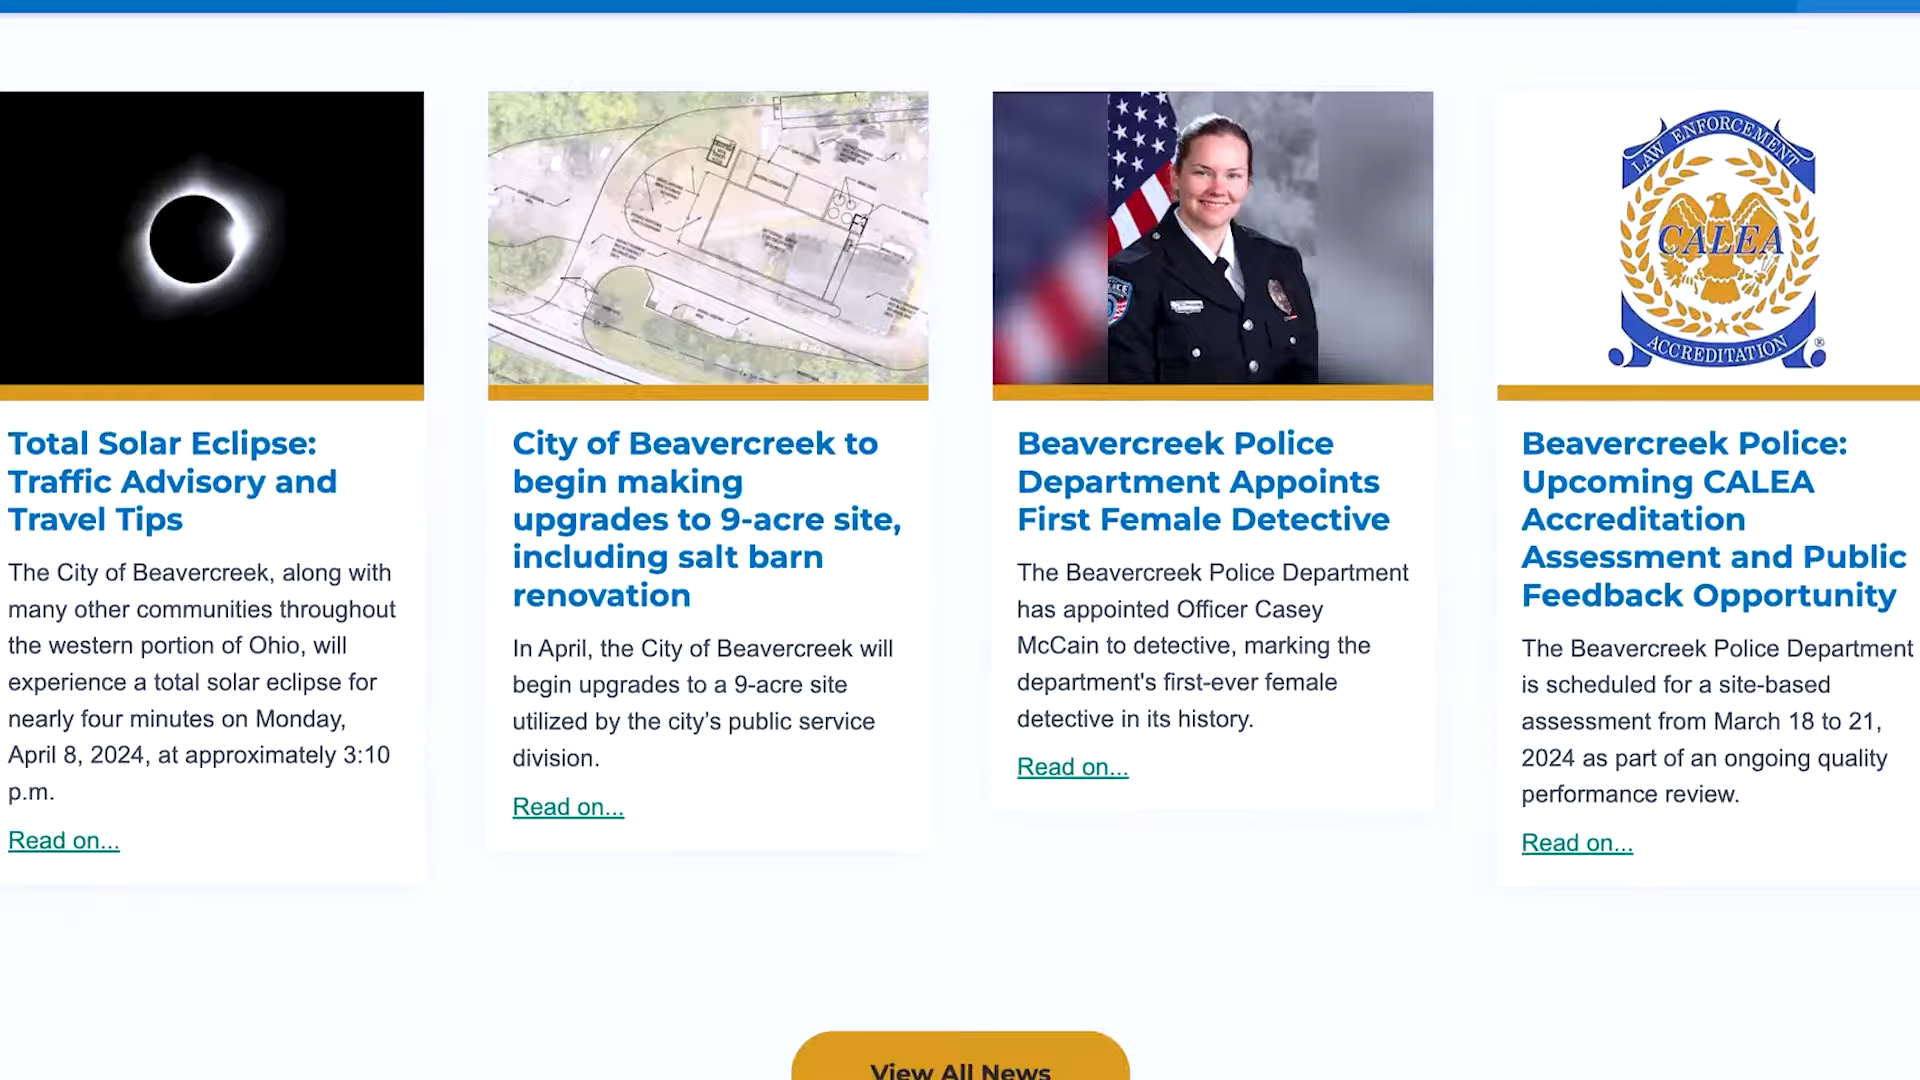 LAW ENFORCEMENT
CALEA
ACCREDITATION
®
Total Solar Eclipse:
Traffic Advisory and
Travel Tips
The City of Beavercreek, along with
many other communities throughout
the western portion of Ohio, will
experience a total solar eclipse for
nearly four minutes on Monday,
April 8, 2024, at approximately 3:10
p.m.
Read on...
City of Beavercreek to
begin making
upgrades to 9-acre site,
including salt barn
renovation
In April, the City of Beavercreek will
begin upgrades to a 9-acre site
utilized by the city’s public service
division.
Read on...
Beavercreek Police
Department Appoints
First Female Detective
The Beavercreek Police Department
has appointed Officer Casey
McCain to detective, marking the
department's first-ever female
detective in its history.
Read on...
Beavercreek Police:
Upcoming CALEA
Accreditation
Assessment and Public
Feedback Opportunity
The Beavercreek Police Department
is scheduled for a site-based
assessment from March 18 to 21,
2024 as part of an ongoing quality
performance review.
Read on...
View All News